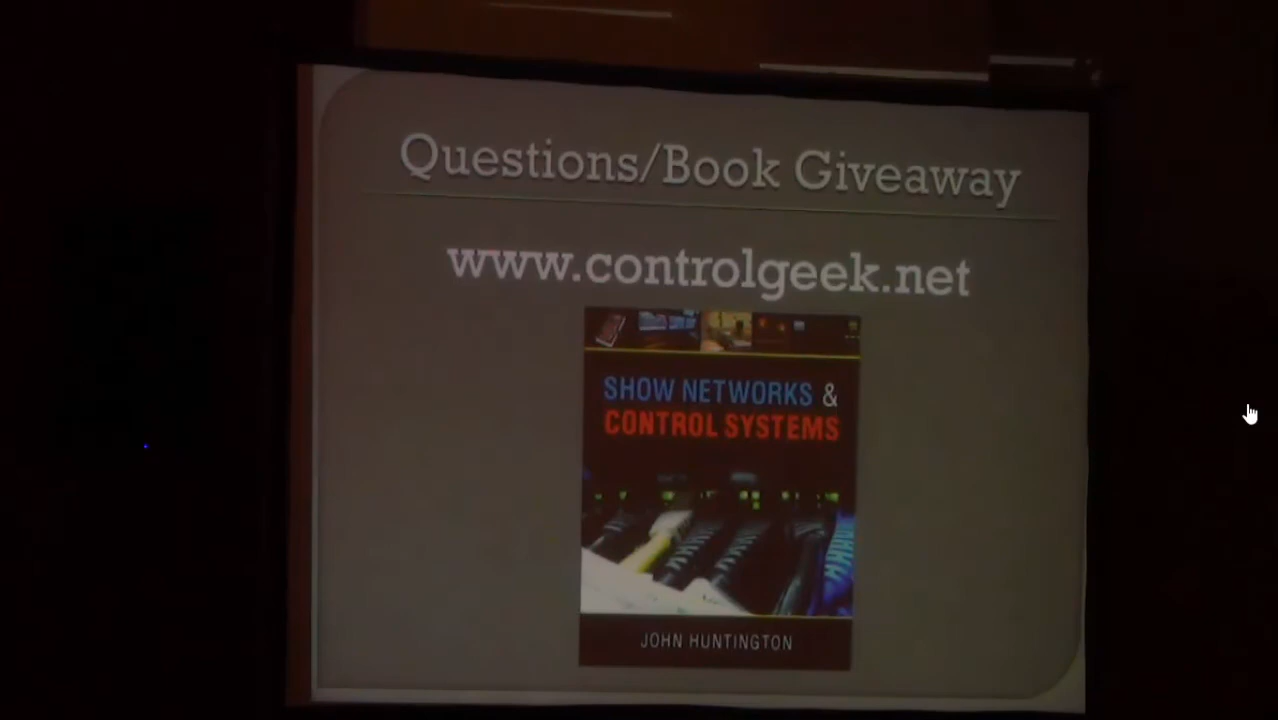 Questions/Book Giveaway
www.controlgeek.net
SHOW NETWORKS &
CONTROL SYSTEMS
JOHN HUNTINGTON